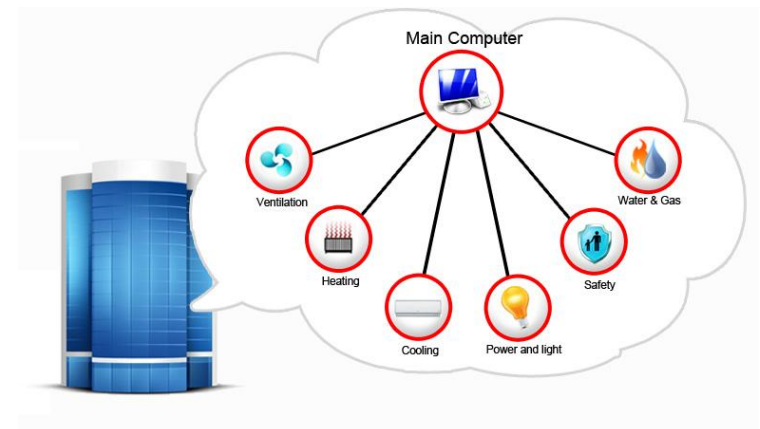 Main Computer
Ventilation
Water & Gas
Heating
Safety
Cooling
Power and light